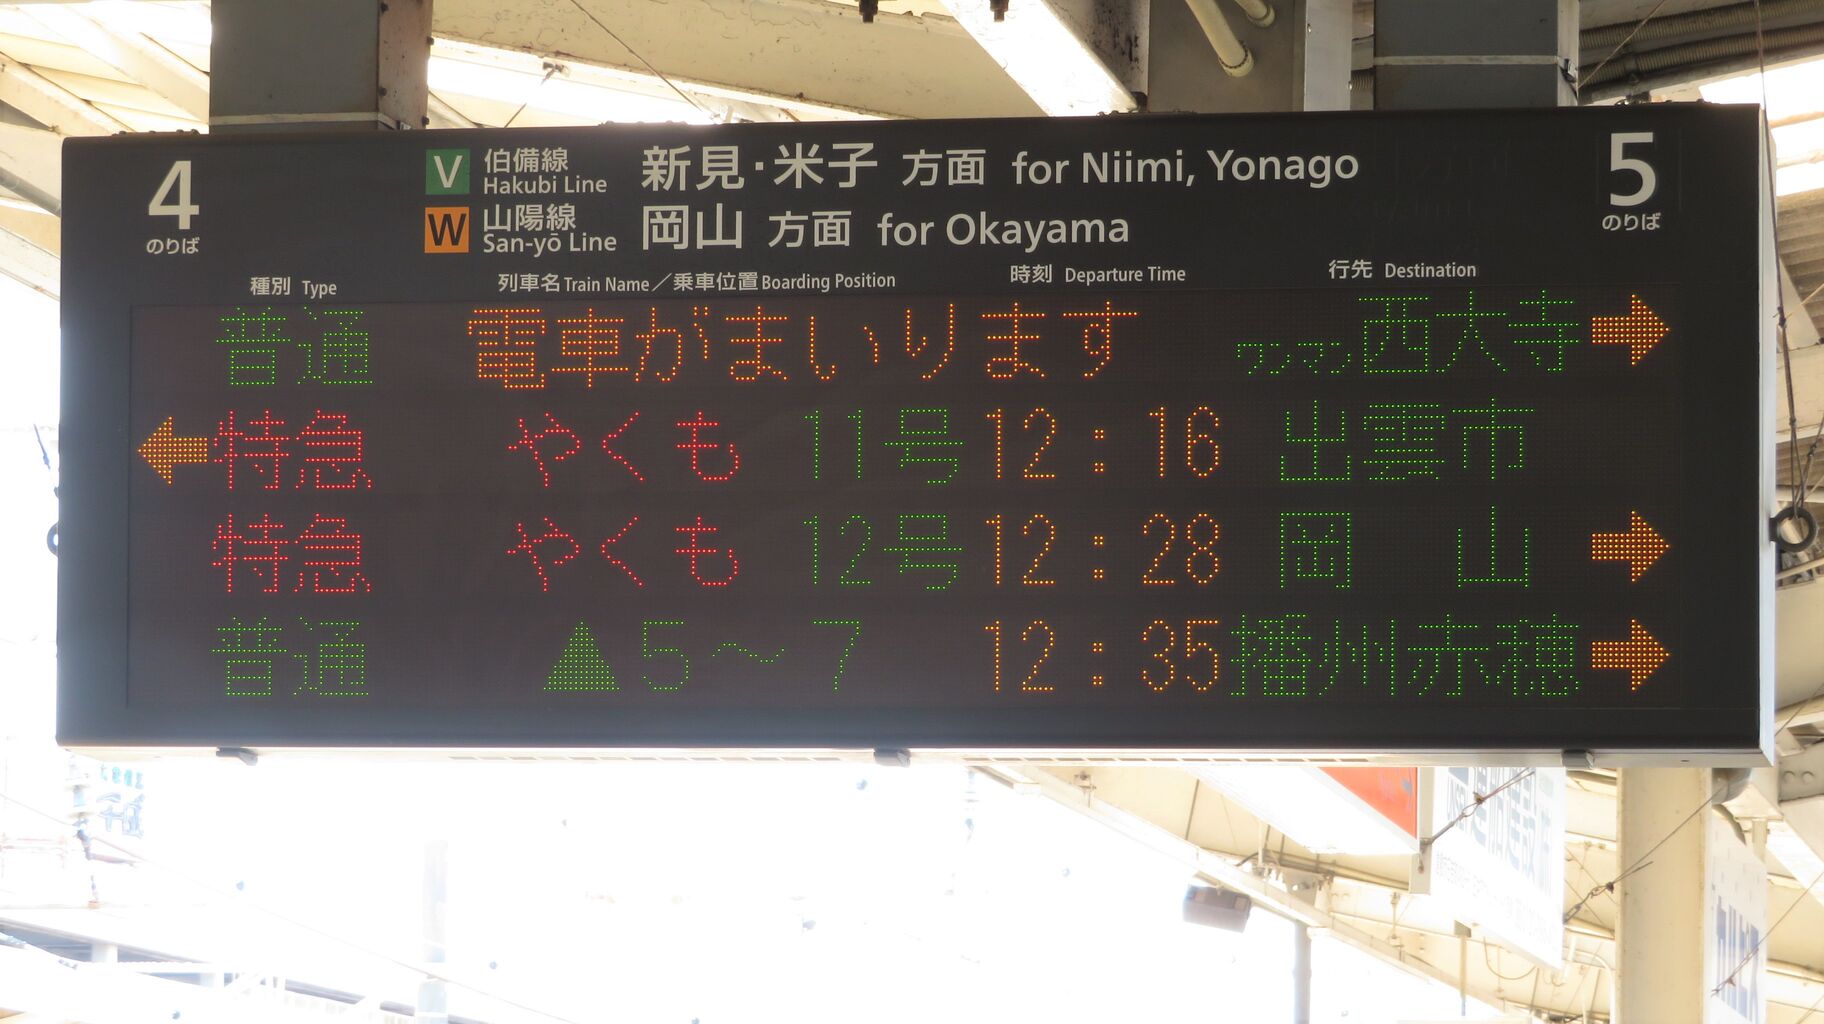 4 のりば
V 伯備線 Hakubi Line 新見・米子 方面 for Niimi, Yonago
W 山陽線 San-yō Line 岡山 方面 for Okayama
5 のりば
種別 Type 列車名 Train Name／乗車位置 Boarding Position 時刻 Departure Time 行先 Destination
普通 電車がまいります ワンマン 西大寺 →
← 特急 やくも 11号 12:16 出雲市
特急 やくも 12号 12:28 岡山 →
普通 ▲5～7 12:35 播州赤穂 →